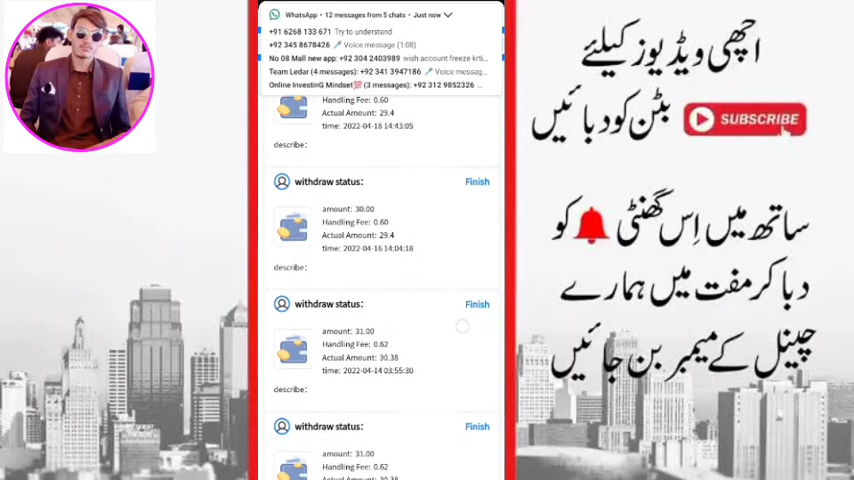 WhatsApp • 12 messages from 5 chats • Just now
+91 6268 133 671 Try to understand
+92 345 8678426 Voice message (1:08)
No 08 Mall new app: +92 304 2403989 wish account freeze krti...
Team Ledar (4 messages): +92 341 3947186 Voice messag...
Online InvestinG Mindset💯 (3 messages): +92 312 9852326 ...
Handling Fee: 0.60
Actual Amount: 29.4
time: 2022-04-18 14:43:05
describe:
withdraw status: Finish
amount: 30.00
Handling Fee: 0.60
Actual Amount: 29.4
time: 2022-04-16 14:04:18
describe:
withdraw status: Finish
amount: 31.00
Handling Fee: 0.62
Actual Amount: 30.38
time: 2022-04-14 03:55:30
describe:
withdraw status: Finish
amount: 31.00
Handling Fee: 0.62
Actual Amount: 30.38
اچھی ویڈیوز کیلئے
بٹن کو دبائیں SUBSCRIBE
ساتھ میں اِس گھنٹی کو
دبا کر مفت میں ہمارے
چینل کے میمبر بن جائیں